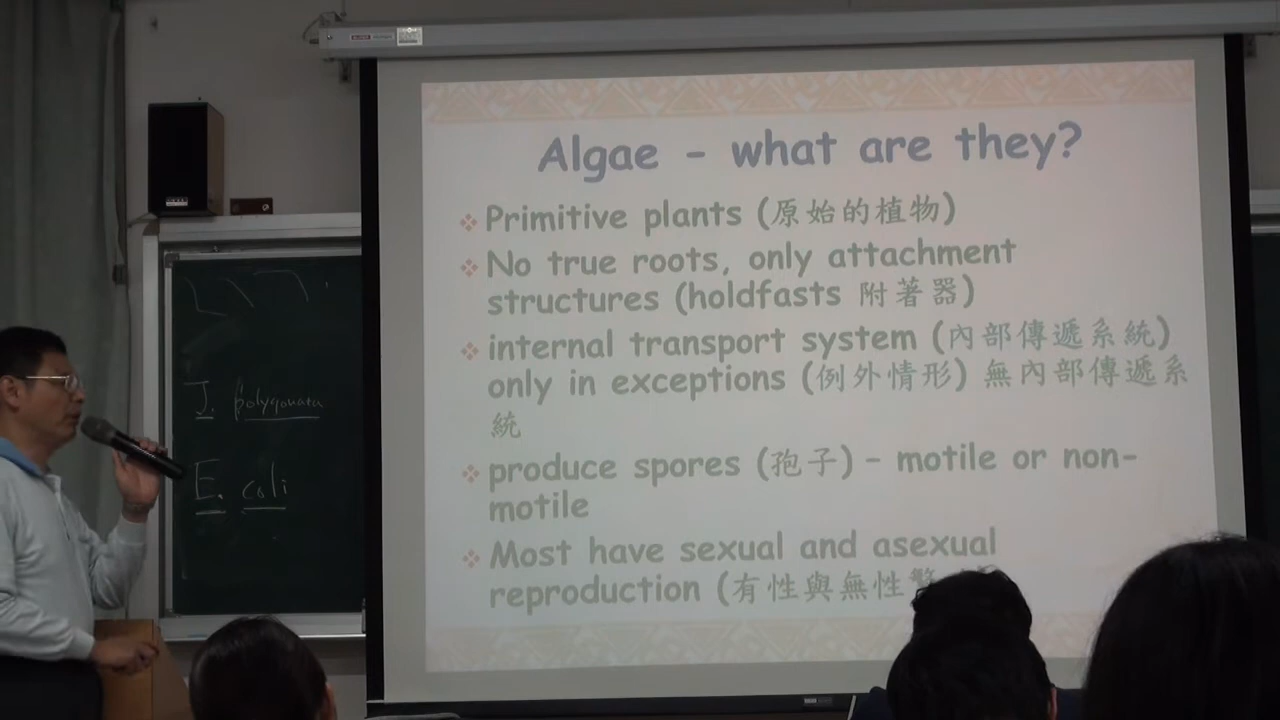 Algae - what are they?
Primitive plants (原始的植物)
No true roots, only attachment
structures (holdfasts 附著器)
internal transport system (內部傳遞系統)
only in exceptions (例外情形) 無內部傳遞系
統
produce spores (孢子) - motile or non-
motile
Most have sexual and asexual
reproduction (有性與無性繁
J. polygonata
E. coli